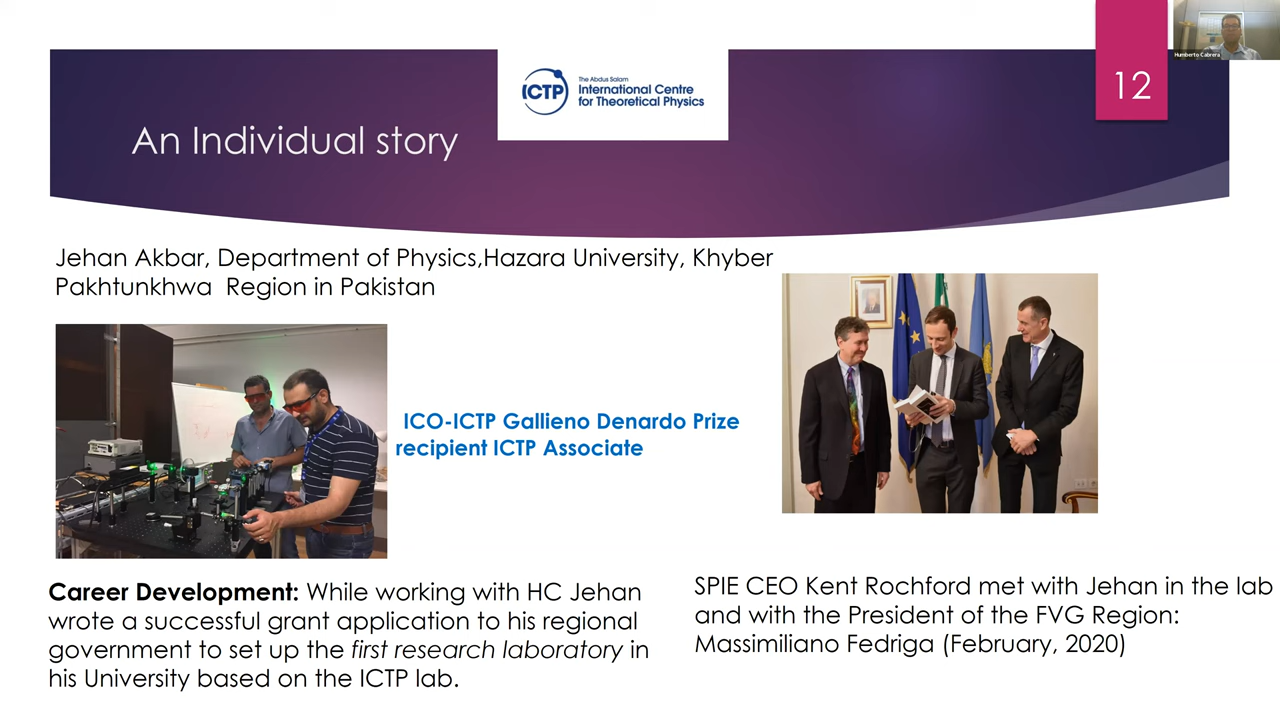 Humberto Cabrera
12
ICTP
The Abdus Salam
International Centre
for Theoretical Physics
An Individual story
Jehan Akbar, Department of Physics,Hazara University, Khyber
Pakhtunkhwa Region in Pakistan
ICO-ICTP Gallieno Denardo Prize
recipient ICTP Associate
Career Development: While working with HC Jehan
wrote a successful grant application to his regional
government to set up the first research laboratory in
his University based on the ICTP lab.
SPIE CEO Kent Rochford met with Jehan in the lab
and with the President of the FVG Region:
Massimiliano Fedriga (February, 2020)